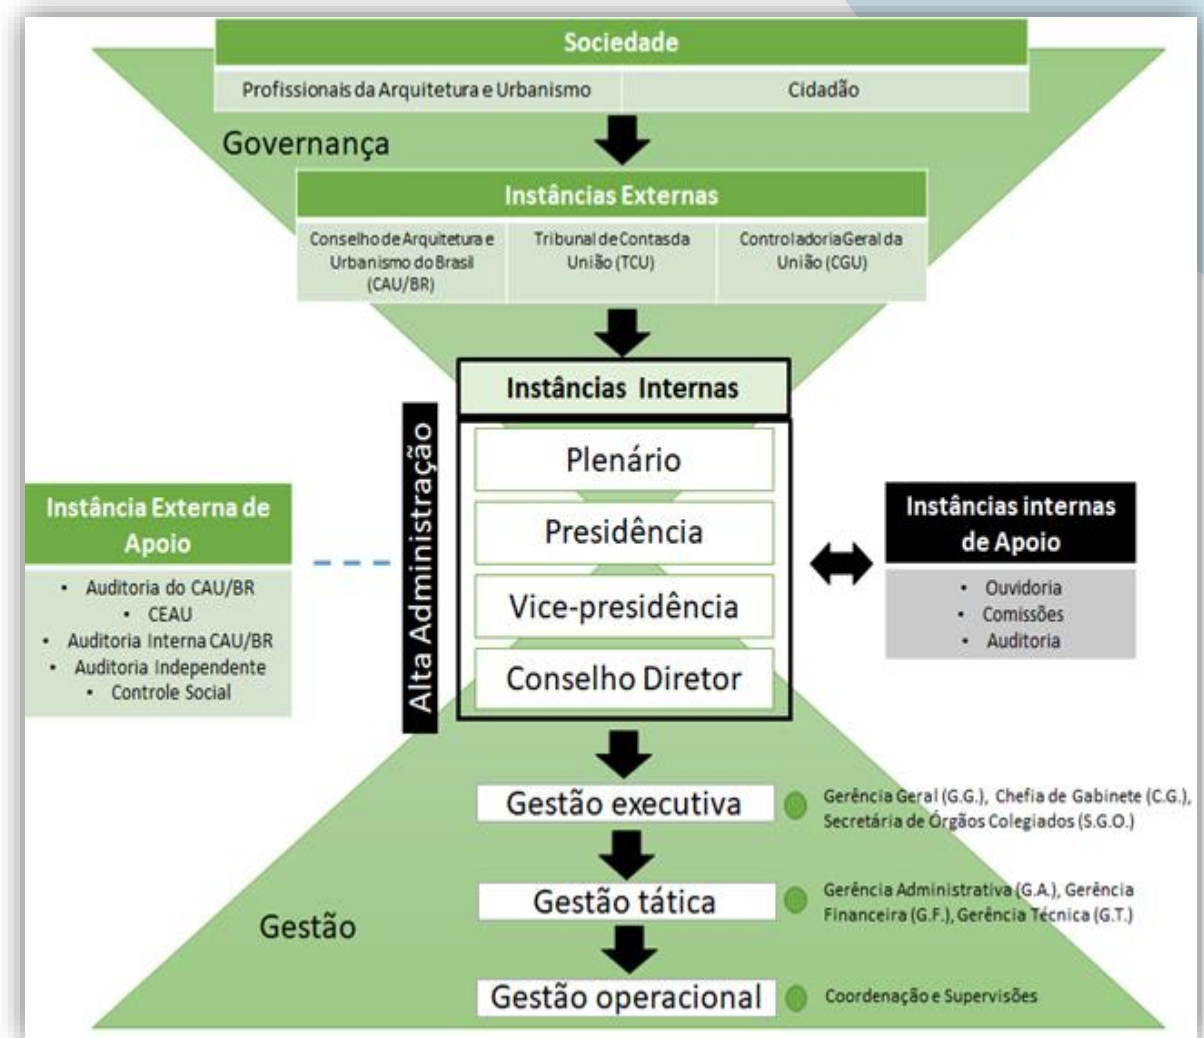 Sociedade
Profissionais da Arquitetura e Urbanismo
Cidadão
Governança
Instâncias Externas
Conselho de Arquitetura e
Urbanismo do Brasil
(CAU/BR)
Tribunal de Contas da
União (TCU)
Controladoria Geral da
União (CGU)
Instâncias Internas
Alta Administração
Plenário
Presidência
Vice-presidência
Conselho Diretor
Instância Externa de
Apoio
• Auditoria do CAU/BR
• CEAU
• Auditoria Interna CAU/BR
• Auditoria Independente
• Controle Social
Instâncias internas
de Apoio
• Ouvidoria
• Comissões
• Auditoria
Gestão
Gestão executiva
Gerência Geral (G.G.), Chefia de Gabinete (C.G.),
Secretária de Órgãos Colegiados (S.G.O.)
Gestão tática
Gerência Administrativa (G.A.), Gerência
Financeira (G.F.), Gerência Técnica (G.T.)
Gestão operacional
Coordenação e Supervisões